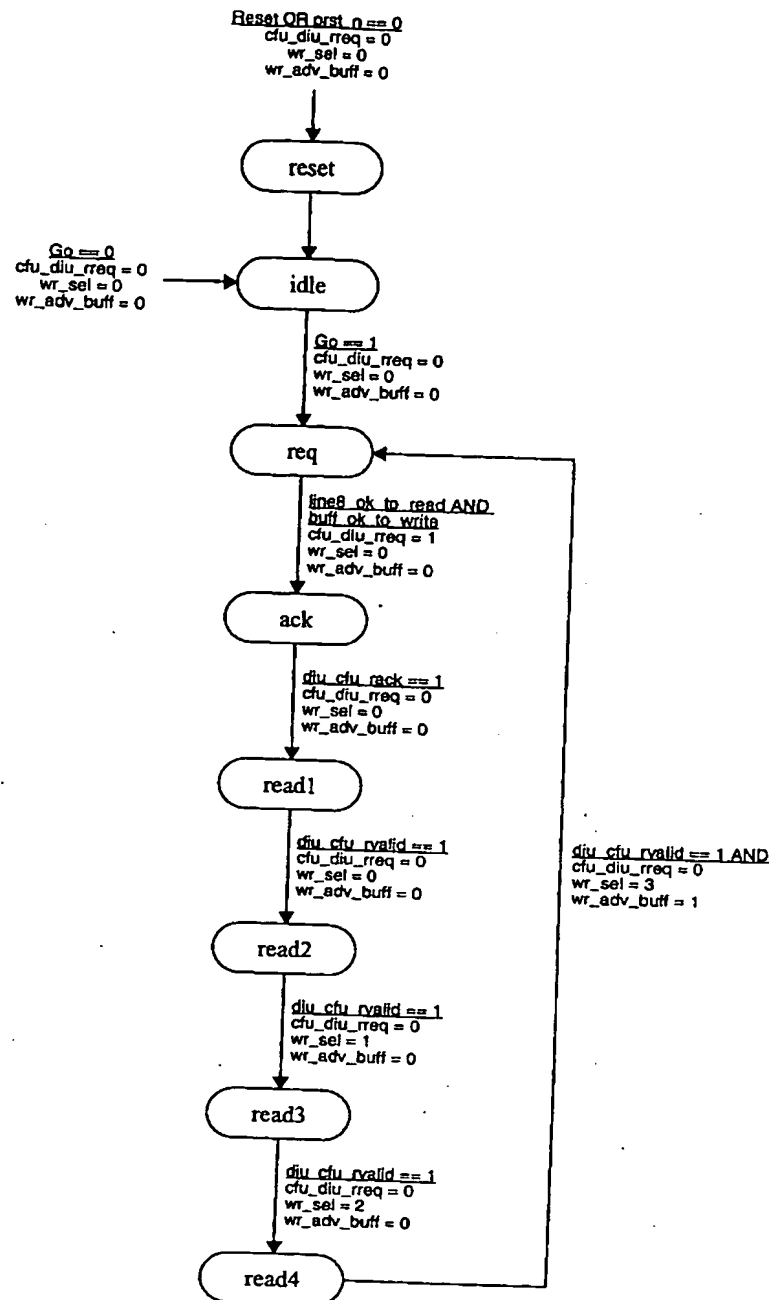 Reset OR prst_n == 0
cfu_diu_rreq = 0
wr_sel = 0
wr_adv_buff = 0
reset
Go == 0
cfu_diu_rreq = 0
wr_sel = 0
wr_adv_buff = 0
idle
Go == 1
cfu_diu_rreq = 0
wr_sel = 0
wr_adv_buff = 0
req
line8_ok_to_read AND
buff_ok_to_write
cfu_diu_rreq = 1
wr_sel = 0
wr_adv_buff = 0
ack
diu_cfu_rack == 1
cfu_diu_rreq = 0
wr_sel = 0
wr_adv_buff = 0
read1
diu_cfu_rvalid == 1
cfu_diu_rreq = 0
wr_sel = 0
wr_adv_buff = 0
diu_cfu_rvalid == 1 AND
cfu_diu_rreq = 0
wr_sel = 3
wr_adv_buff = 1
read2
diu_cfu_rvalid == 1
cfu_diu_rreq = 0
wr_sel = 1
wr_adv_buff = 0
read3
diu_cfu_rvalid == 1
cfu_diu_rreq = 0
wr_sel = 2
wr_adv_buff = 0
read4